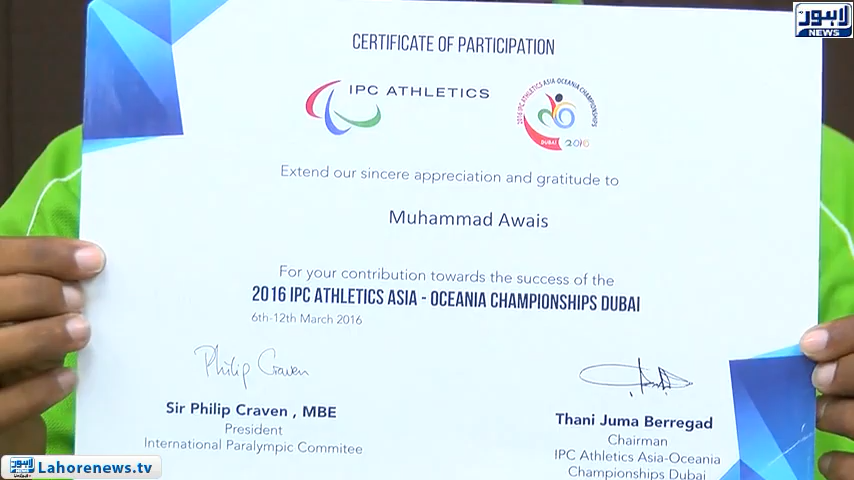 لاہور
NEWS
CERTIFICATE OF PARTICIPATION
IPC ATHLETICS
2016 IPC ATHLETICS ASIA-OCEANIA CHAMPIONSHIPS
DUBAI 2016
Extend our sincere appreciation and gratitude to
Muhammad Awais
For your contribution towards the success of the
2016 IPC ATHLETICS ASIA - OCEANIA CHAMPIONSHIPS DUBAI
6th-12th March 2016
Philip Craven
Sir Philip Craven , MBE
President
International Paralympic Commitee
Thani Juma Berregad
Chairman
IPC Athletics Asia-Oceania
Championships Dubai
لاہور
Lahorenews.tv